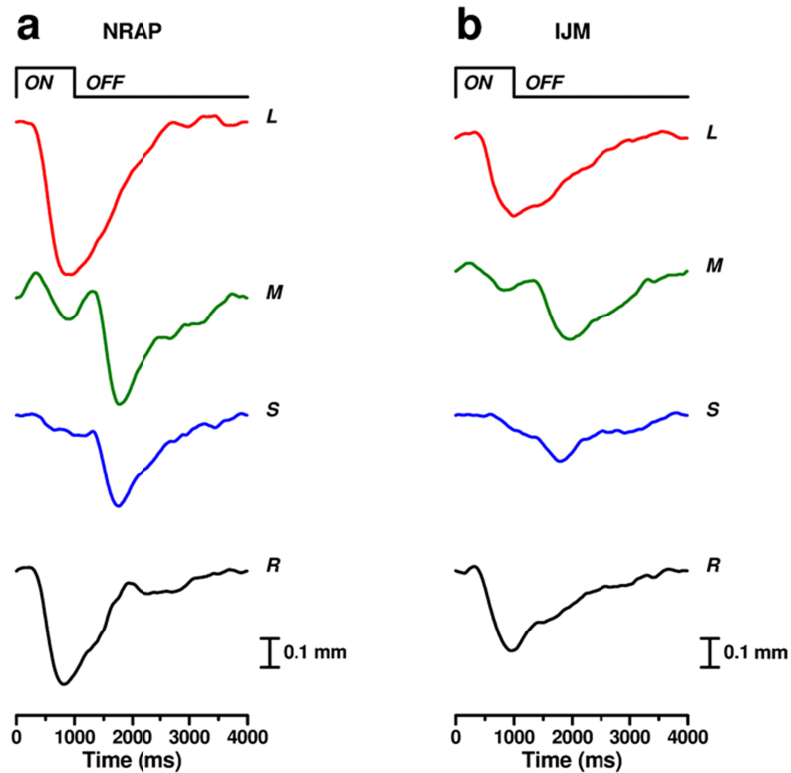 a NRAP
ON OFF
L
M
S
R
0.1 mm
0 1000 2000 3000 4000
Time (ms)
b IJM
ON OFF
L
M
S
R
0.1 mm
0 1000 2000 3000 4000
Time (ms)